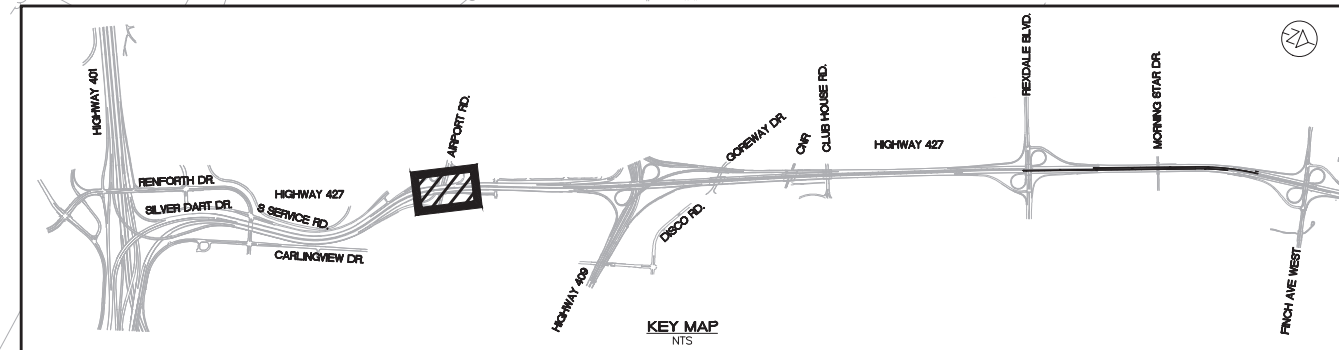 HIGHWAY 401
RENFORTH DR.
SILVER DART DR.
HIGHWAY 427
S SERVICE RD.
CARLINGVIEW DR.
AIRPORT RD.
HIGHWAY 409
DISCO RD.
GOREWAY DR.
CNR
CLUB HOUSE RD.
HIGHWAY 427
REXDALE BLVD.
MORNING STAR DR.
FINCH AVE WEST
KEY MAP
NTS